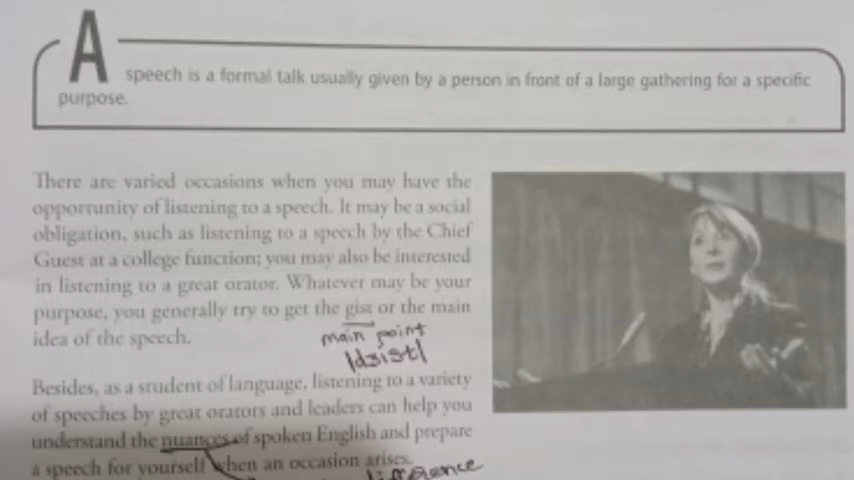 A speech is a formal talk usually given by a person in front of a large gathering for a specific
purpose.
There are varied occasions when you may have the
opportunity of listening to a speech. It may be a social
obligation, such as listening to a speech by the Chief
Guest at a college function; you may also be interested
in listening to a great orator. Whatever may be your
purpose, you generally try to get the gist or the main
idea of the speech.
main point
/dʒist/
Besides, as a student of language, listening to a variety
of speeches by great orators and leaders can help you
understand the nuances of spoken English and prepare
a speech for yourself when an occasion arises.